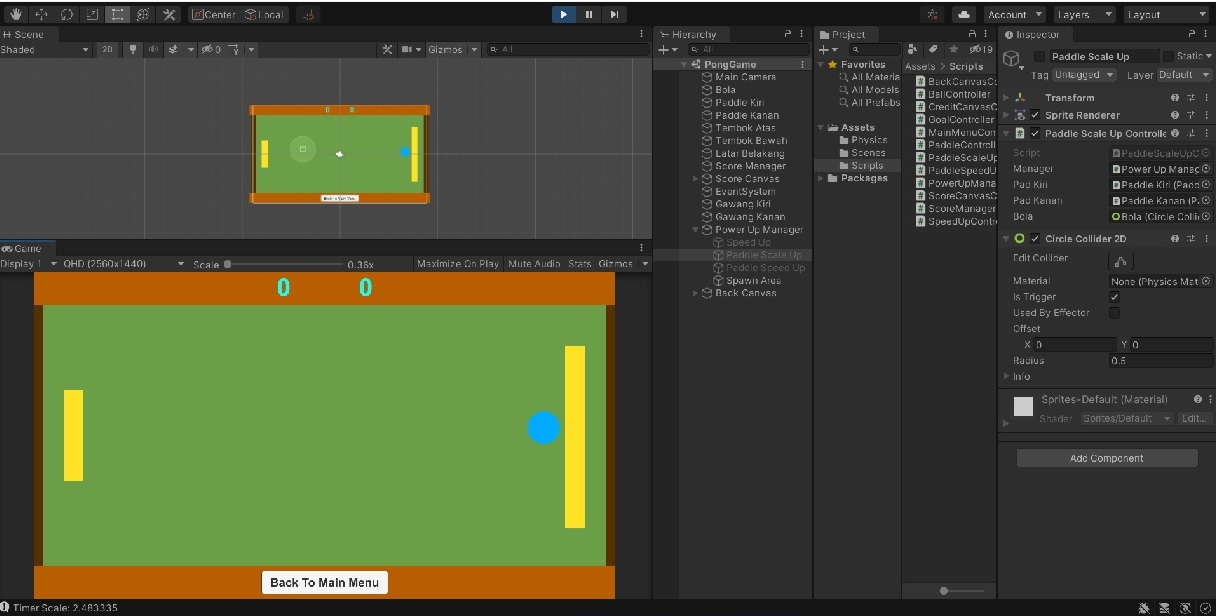 Center Local
Account Layers Layout
Scene
Shaded 2D 0 Gizmos All
Hierarchy
All
PongGame
Main Camera
Bola
Paddle Kiri
Paddle Kanan
Tembok Atas
Tembok Bawah
Latar Belakang
Score Manager
Score Canvas
EventSystem
Gawang Kiri
Gawang Kanan
Power Up Manager
Speed Up
Paddle Scale Up
Paddle Speed Up
Spawn Area
Back Canvas
Project
19
Favorites
All Materia
All Models
All Prefabs
Assets
Physics
Scenes
Scripts
Packages
Assets Scripts
BackCanvasCo
BallController
CreditCanvasC
GoalController
MainMenuCon
PaddleControll
PaddleScaleUp
PaddleSpeedU
PowerUpMana
ScoreCanvasC
ScoreManager
SpeedUpContr
Inspector
Paddle Scale Up Static
Tag Untagged Layer Default
Transform
Sprite Renderer
Paddle Scale Up Controlle
Script PaddleScaleUpC
Manager Power Up Manag
Pad Kiri Paddle Kiri (Padd
Pad Kanan Paddle Kanan (P
Bola Bola (Circle Collic
Circle Collider 2D
Edit Collider
Material None (Physics Mat
Is Trigger
Used By Effector
Offset
X 0 Y 0
Radius 0.5
Info
Sprites-Default (Material)
Shader Sprites/Default Edit...
Add Component
Game
Display 1 QHD (2560x1440) Scale 0.36x Maximize On Play Mute Audio Stats Gizmos
0 0
Back To Main Menu
Timer Scale: 2.483335